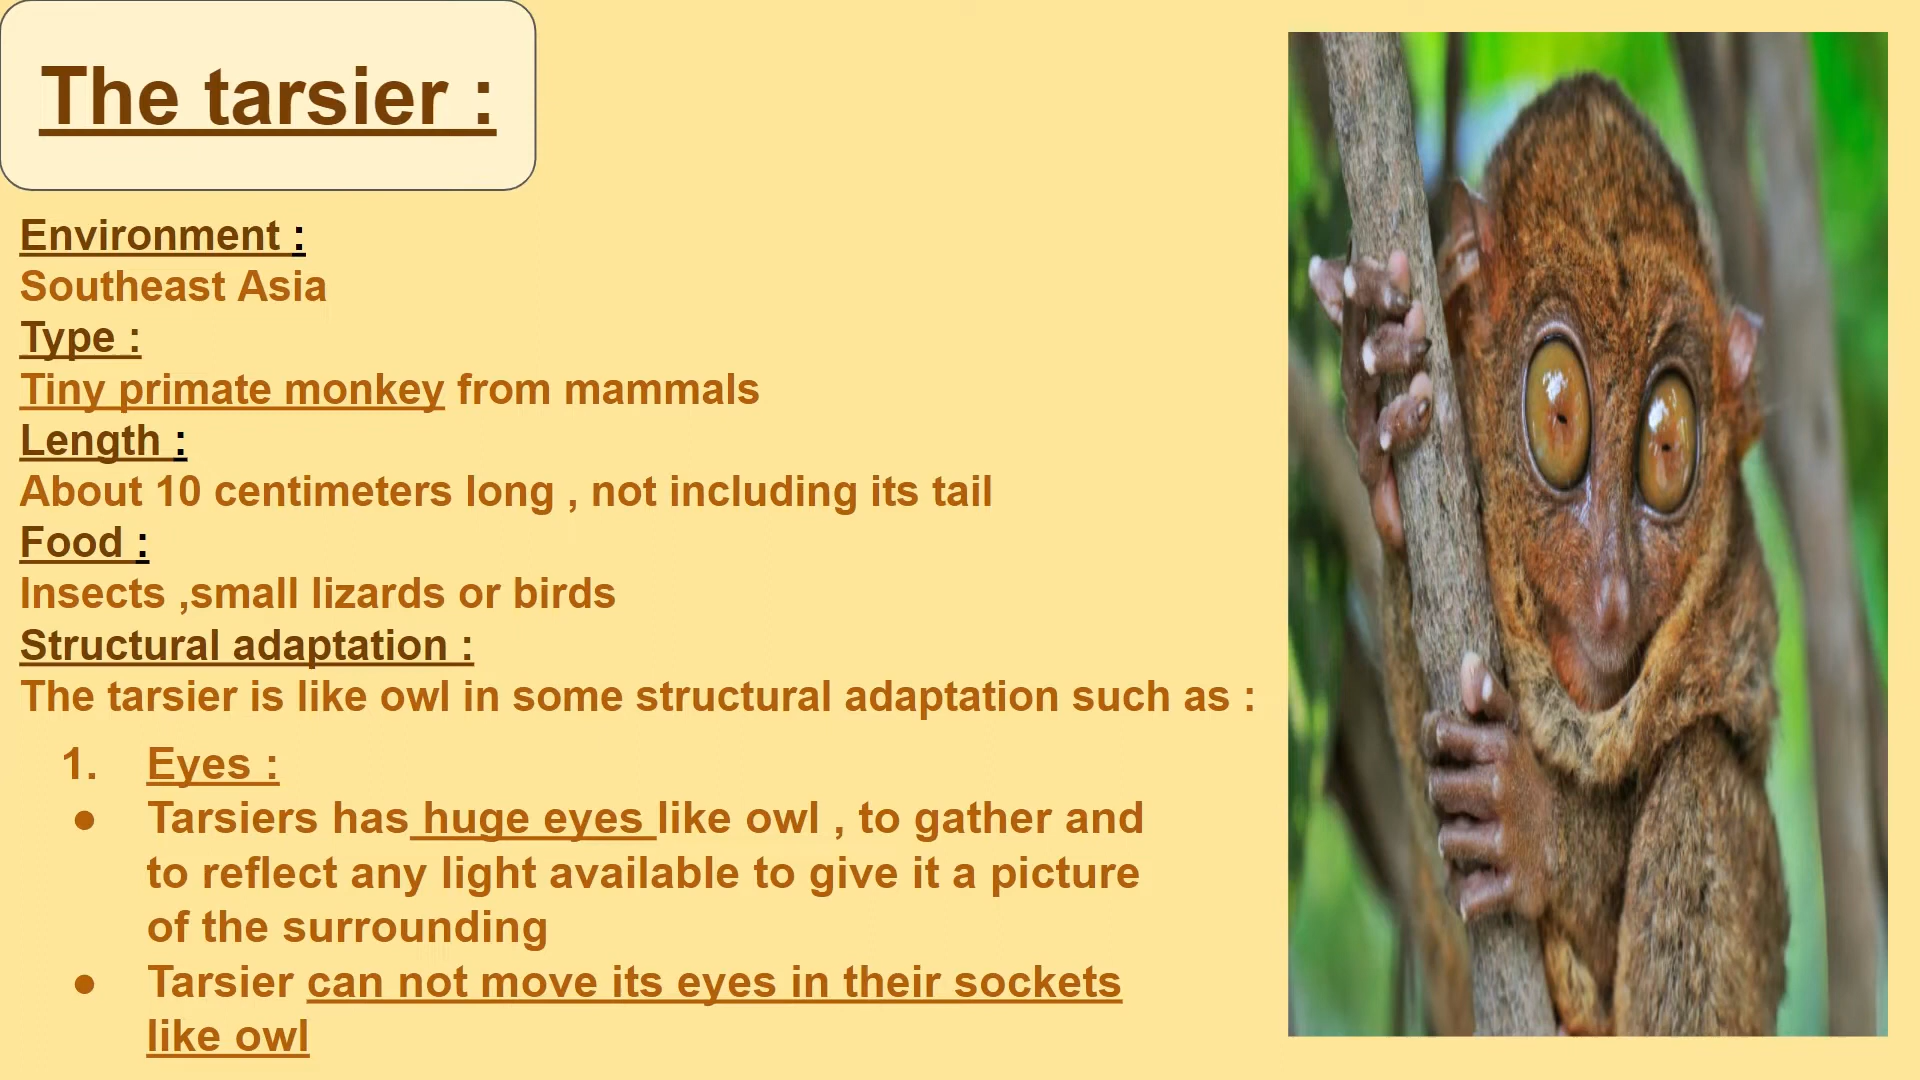 The tarsier :
Environment :
Southeast Asia
Type :
Tiny primate monkey from mammals
Length :
About 10 centimeters long , not including its tail
Food :
Insects ,small lizards or birds
Structural adaptation :
The tarsier is like owl in some structural adaptation such as :
1. Eyes :
● Tarsiers has huge eyes like owl , to gather and
to reflect any light available to give it a picture
of the surrounding
● Tarsier can not move its eyes in their sockets
like owl